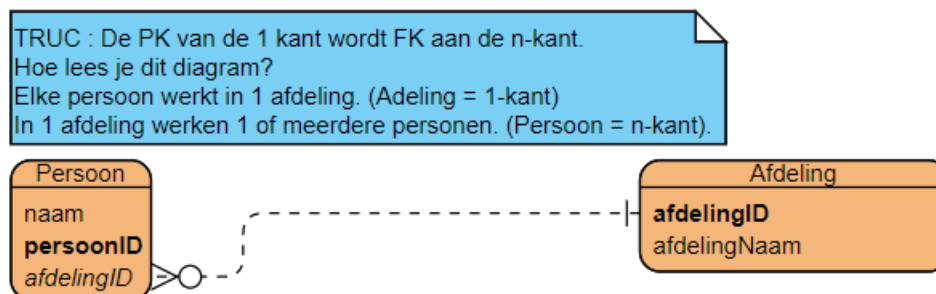 TRUC : De PK van de 1 kant wordt FK aan de n-kant.
Hoe lees je dit diagram?
Elke persoon werkt in 1 afdeling. (Adeling = 1-kant)
In 1 afdeling werken 1 of meerdere personen. (Persoon = n-kant).
Persoon
naam
persoonID
afdelingID
Afdeling
afdelingID
afdelingNaam